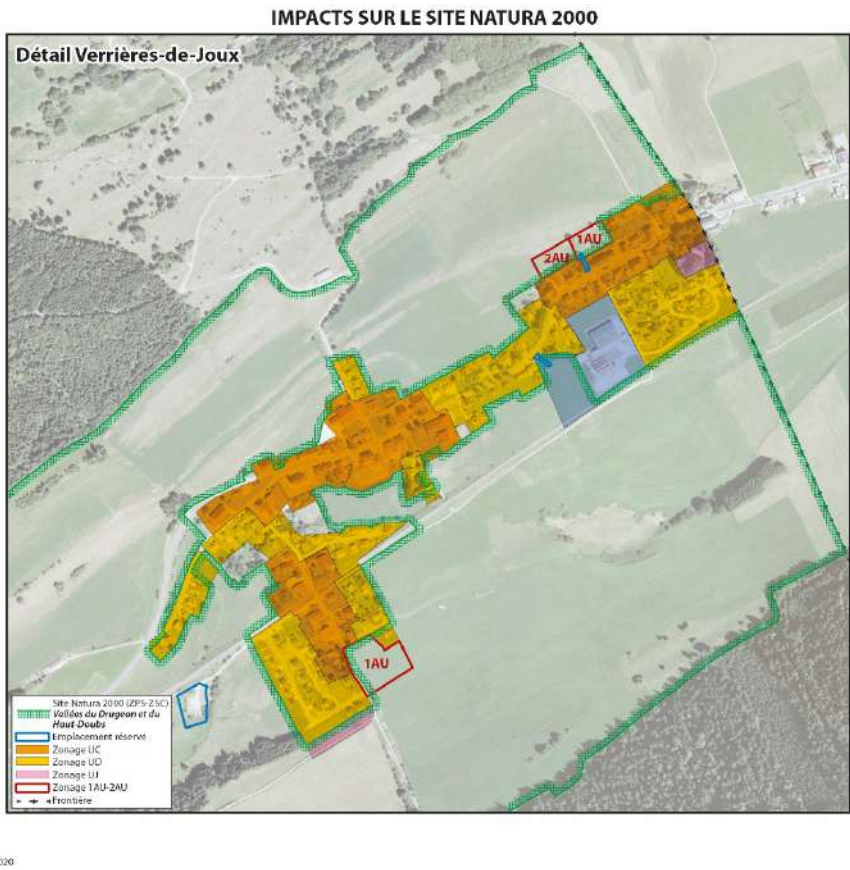 IMPACTS SUR LE SITE NATURA 2000
Détail Verrières-de-Joux
1AU
2AU
1AU
Site Natura 2000 (ZPS-ZSC)
Vallées du Drugeon et du
Haut-Doubs
Emplacement réservé
Zonage UC
Zonage UD
Zonage UJ
Zonage 1AU-2AU
Frontière
020